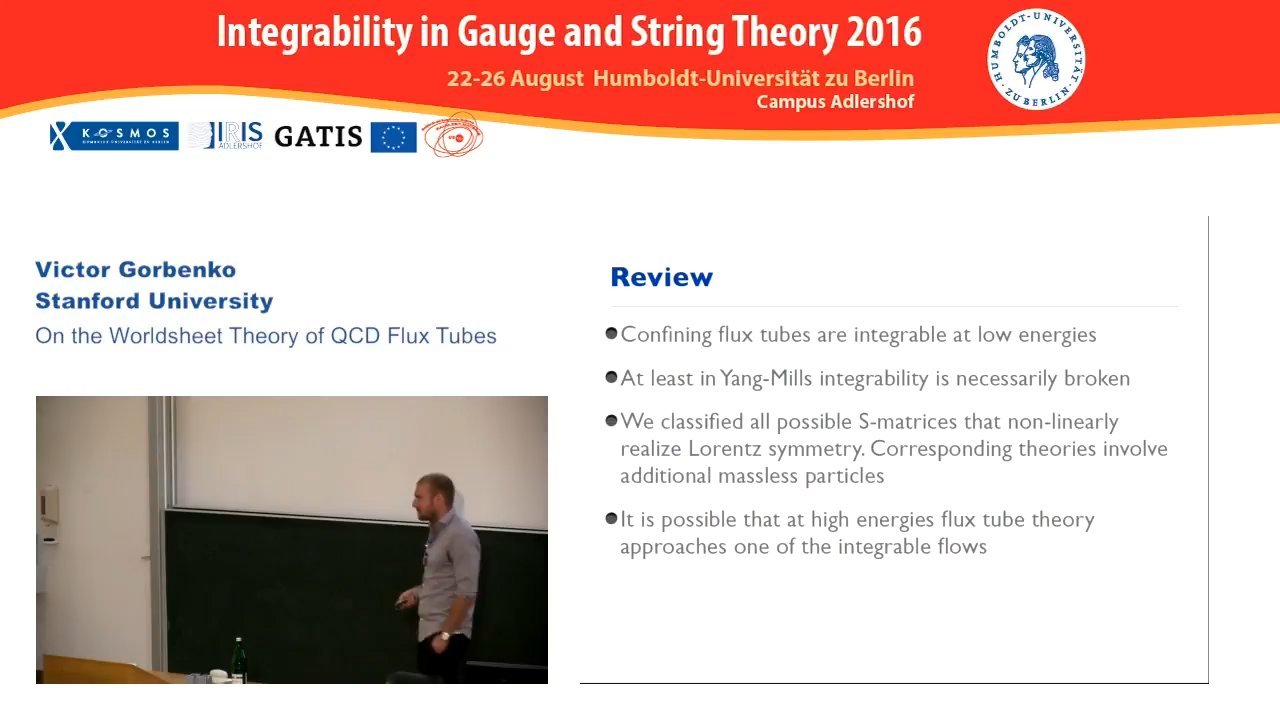 Integrability in Gauge and String Theory 2016
22-26 August Humboldt-Universität zu Berlin
Campus Adlershof
HUMBOLDT-UNIVERSITÄT
ZU BERLIN
KOSMOS
IRIS
ADLERSHOF
GATIS
Victor Gorbenko
Stanford University
On the Worldsheet Theory of QCD Flux Tubes
Review
Confining flux tubes are integrable at low energies
At least in Yang-Mills integrability is necessarily broken
We classified all possible S-matrices that non-linearly
realize Lorentz symmetry. Corresponding theories involve
additional massless particles
It is possible that at high energies flux tube theory
approaches one of the integrable flows